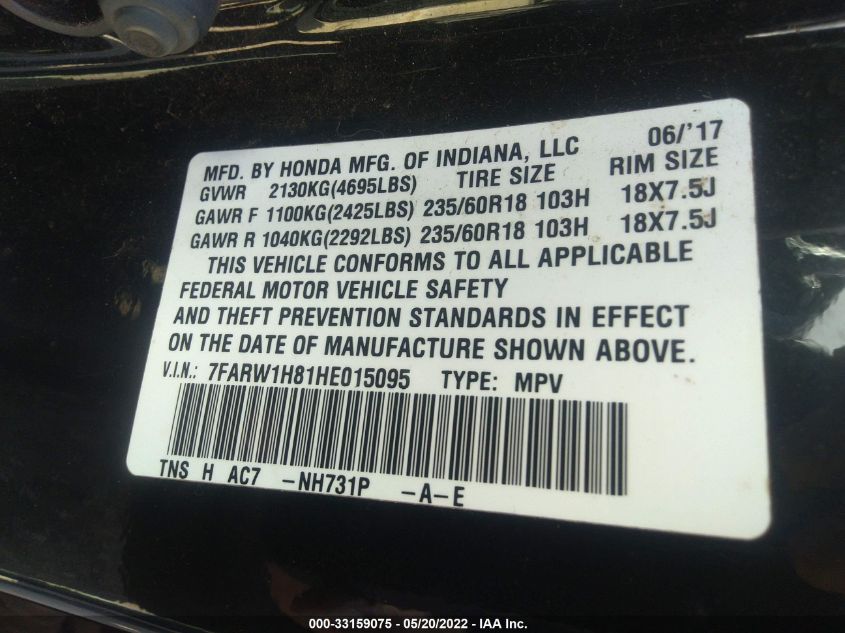 06/'17
MFD. BY HONDA MFG. OF INDIANA, LLC
GVWR 2130KG(4695LBS) TIRE SIZE RIM SIZE
GAWR F 1100KG(2425LBS) 235/60R18 103H 18X7.5J
GAWR R 1040KG(2292LBS) 235/60R18 103H 18X7.5J
THIS VEHICLE CONFORMS TO ALL APPLICABLE
FEDERAL MOTOR VEHICLE SAFETY
AND THEFT PREVENTION STANDARDS IN EFFECT
ON THE DATE OF MANUFACTURE SHOWN ABOVE.
V.I.N.: 7FARW1H81HE015095 TYPE: MPV
TNS H AC7 -NH731P -A-E
000-33159075 - 05/20/2022 - IAA Inc.